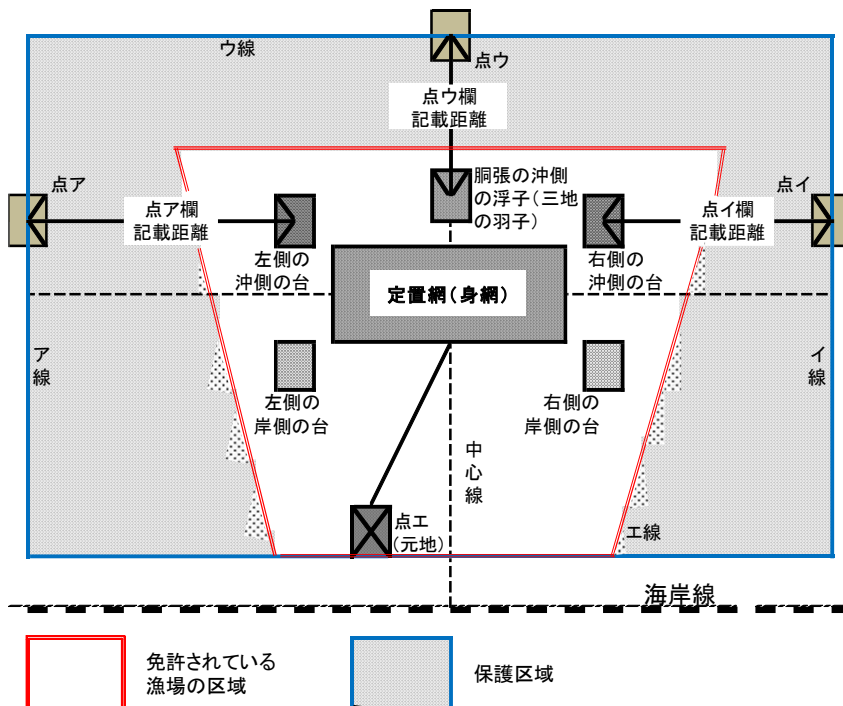 ウ線
点ウ
点ウ欄
記載距離
胴張の沖側
の浮子(三地
の羽子)
点ア
点イ
点ア欄
記載距離
点イ欄
記載距離
左側の
沖側の台
右側の
沖側の台
定置網(身網)
ア線
イ線
左側の
岸側の台
右側の
岸側の台
中心線
点エ
(元地)
エ線
海岸線
免許されている
漁場の区域
保護区域